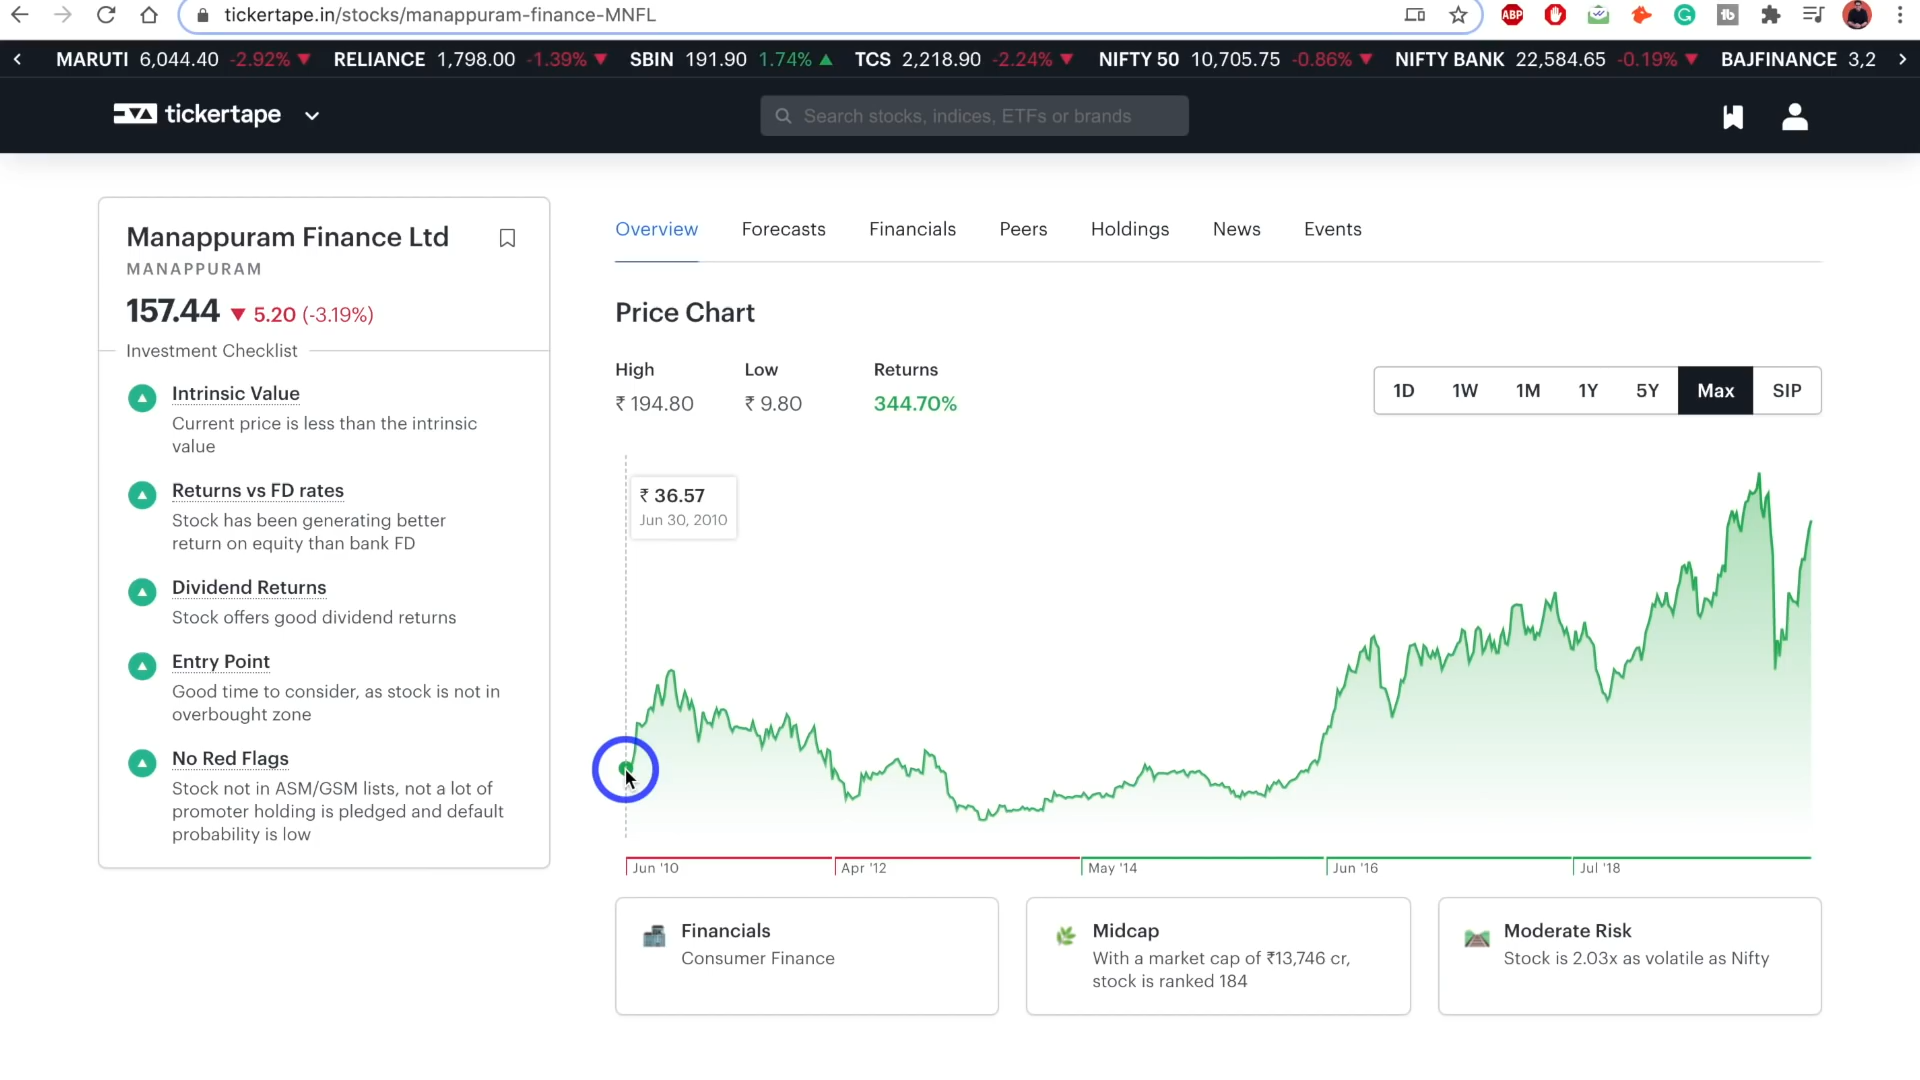 tickertape.in/stocks/manappuram-finance-MNFL
ABP
tb
MARUTI 6,044.40 -2.92% ▼ RELIANCE 1,798.00 -1.39% ▼ SBIN 191.90 1.74% ▲ TCS 2,218.90 -2.24% ▼ NIFTY 50 10,705.75 -0.86% ▼ NIFTY BANK 22,584.65 -0.19% ▼ BAJFINANCE 3,2
tickertape
Search stocks, indices, ETFs or brands
Manappuram Finance Ltd
MANAPPURAM
157.44 ▼ 5.20 (-3.19%)
Investment Checklist
Intrinsic Value
Current price is less than the intrinsic
value
Returns vs FD rates
Stock has been generating better
return on equity than bank FD
Dividend Returns
Stock offers good dividend returns
Entry Point
Good time to consider, as stock is not in
overbought zone
No Red Flags
Stock not in ASM/GSM lists, not a lot of
promoter holding is pledged and default
probability is low
Overview Forecasts Financials Peers Holdings News Events
Price Chart
High Low Returns
₹ 194.80 ₹ 9.80 344.70%
1D 1W 1M 1Y 5Y Max SIP
₹ 36.57
Jun 30, 2010
Jun '10 Apr '12 May '14 Jun '16 Jul '18
Financials
Consumer Finance
Midcap
With a market cap of ₹13,746 cr,
stock is ranked 184
Moderate Risk
Stock is 2.03x as volatile as Nifty